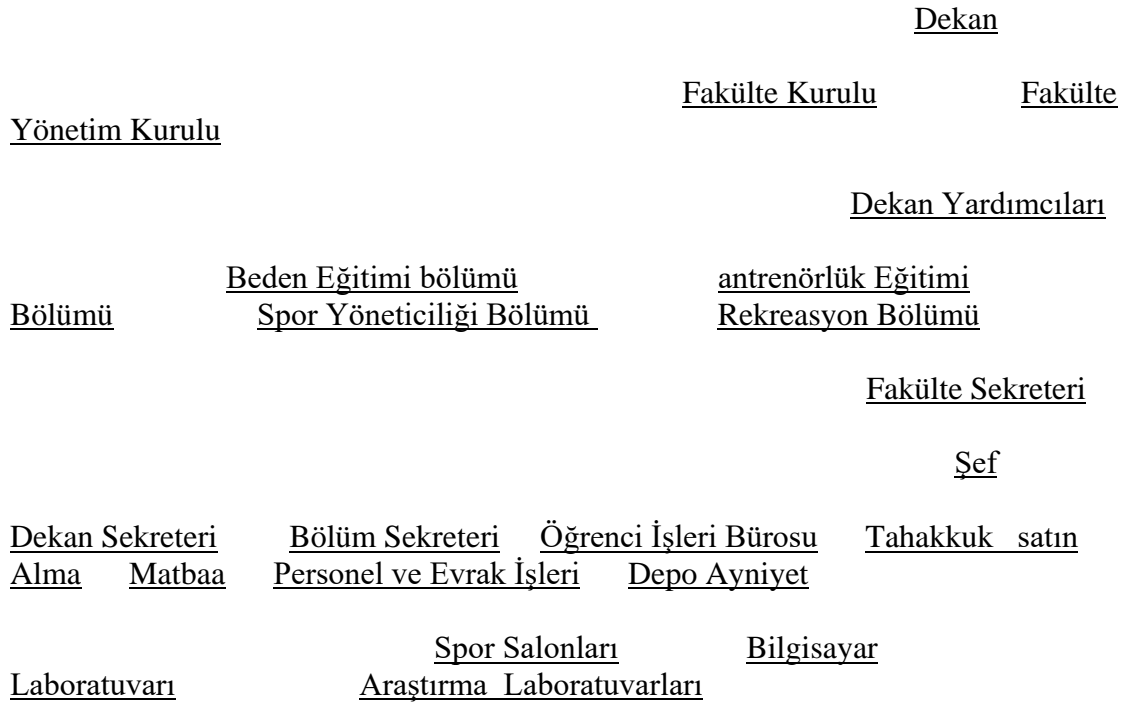 Dekan
Fakülte Kurulu Fakülte
Yönetim Kurulu
Dekan Yardımcıları
Beden Eğitimi bölümü antrenörlük Eğitimi
Bölümü Spor Yöneticiliği Bölümü Rekreasyon Bölümü
Fakülte Sekreteri
Şef
Dekan Sekreteri Bölüm Sekreteri Öğrenci İşleri Bürosu Tahakkuk satın
Alma Matbaa Personel ve Evrak İşleri Depo Ayniyet
Spor Salonları Bilgisayar
Laboratuvarı Araştırma Laboratuvarları